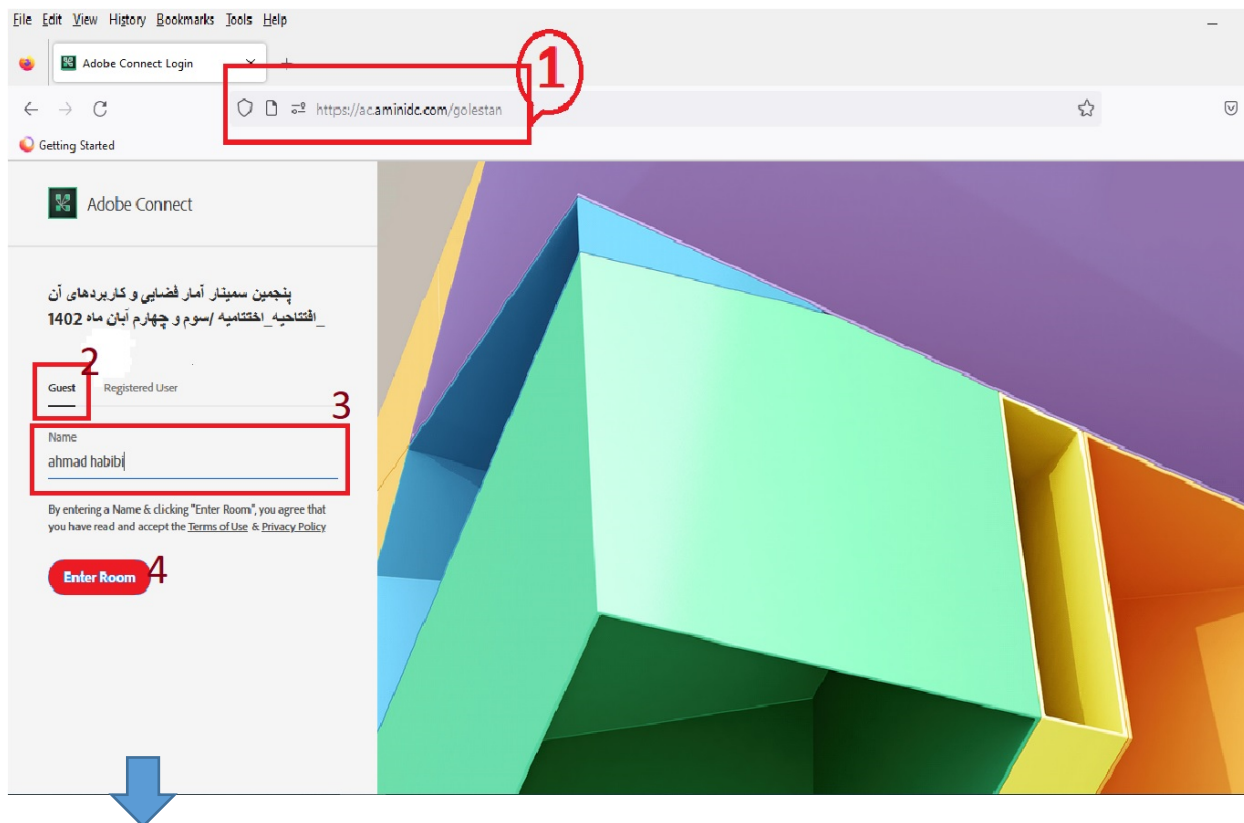 File Edit View History Bookmarks Tools Help
Adobe Connect Login
1
https://ac.aminidc.com/golestan
Getting Started
Adobe Connect
پنجمین سمینار آمار فضایی و کاربردهای آن
_افتتاحیه_اختتامیه /سوم و چهارم آبان ماه 1402
2
Guest Registered User
3
Name
ahmad habibi
By entering a Name & clicking "Enter Room", you agree that
you have read and accept the Terms of Use & Privacy Policy
Enter Room 4